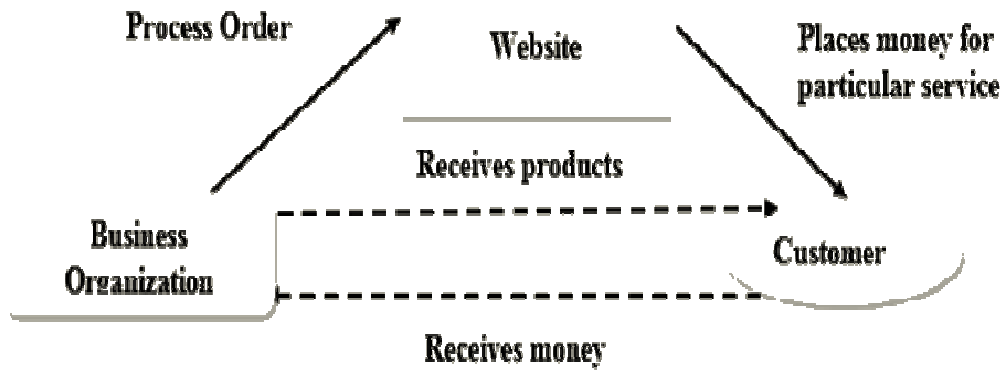 Process Order
Website
Places money for
particular service
Receives products
Business
Organization
Customer
Receives money